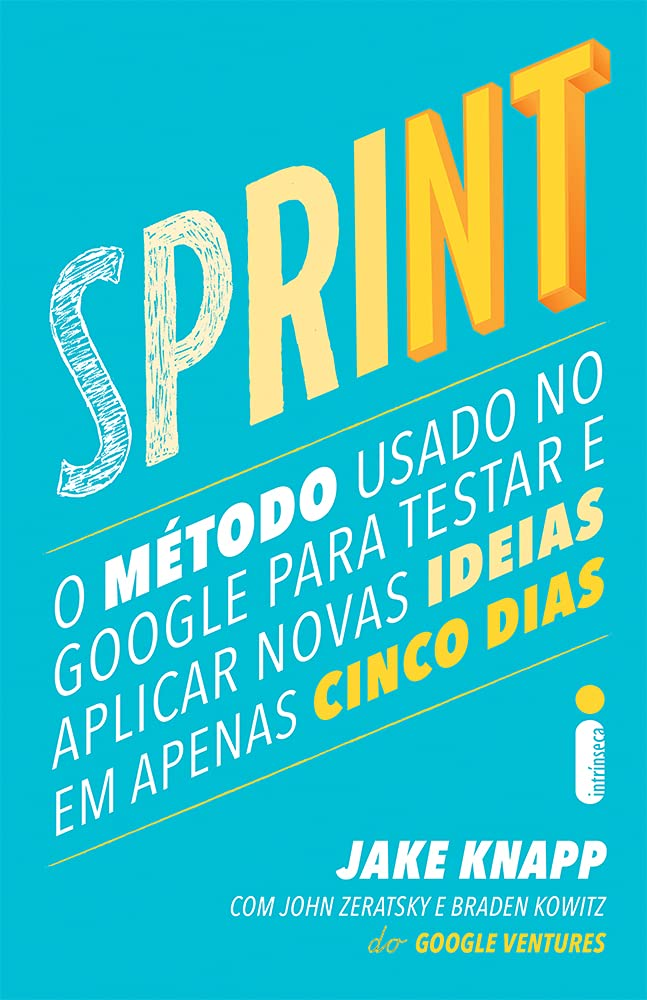 SPRINT
O MÉTODO USADO NO
GOOGLE PARA TESTAR E
APLICAR NOVAS IDEIAS
EM APENAS CINCO DIAS
intrínseca
JAKE KNAPP
COM JOHN ZERATSKY E BRADEN KOWITZ
do GOOGLE VENTURES